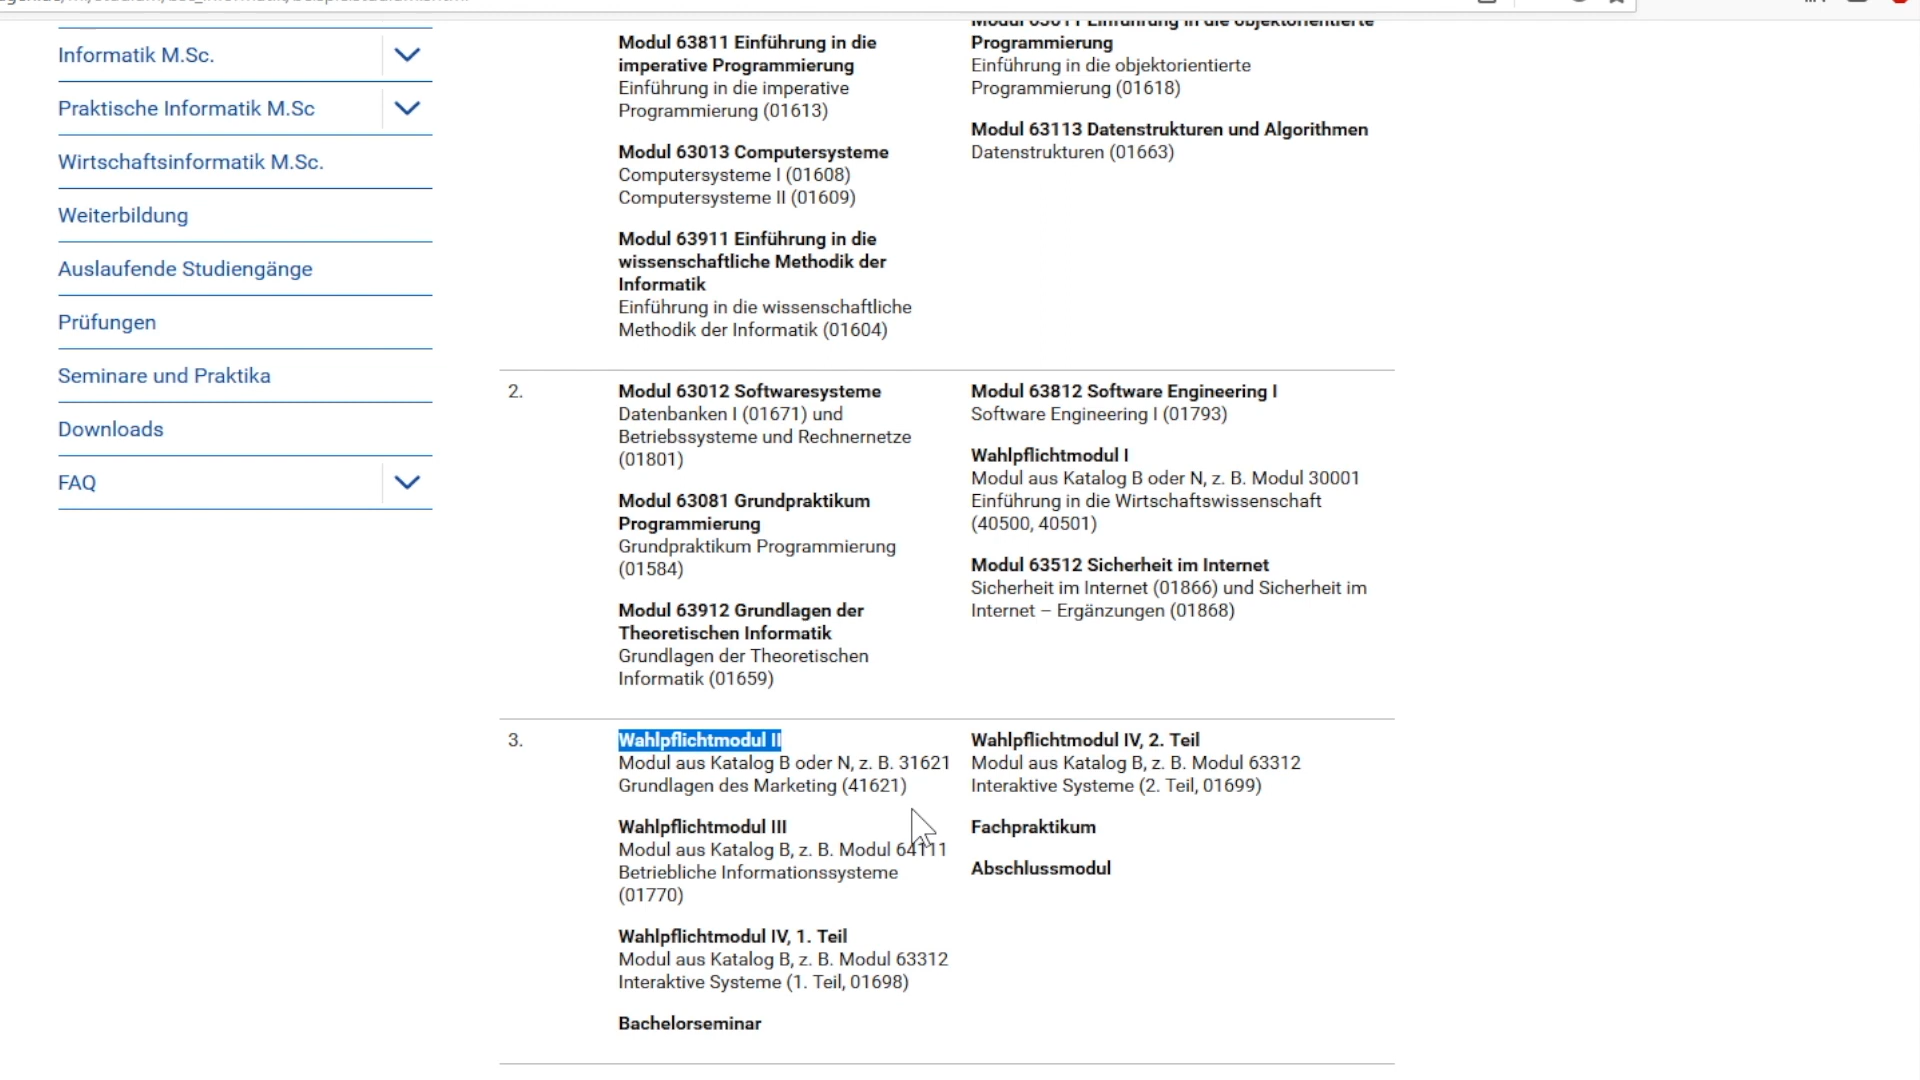 Informatik M.Sc.
Praktische Informatik M.Sc
Wirtschaftsinformatik M.Sc.
Weiterbildung
Auslaufende Studiengänge
Prüfungen
Seminare und Praktika
Downloads
FAQ
Modul 63811 Einführung in die
imperative Programmierung
Einführung in die imperative
Programmierung (01613)
Modul 63013 Computersysteme
Computersysteme I (01608)
Computersysteme II (01609)
Modul 63911 Einführung in die
wissenschaftliche Methodik der
Informatik
Einführung in die wissenschaftliche
Methodik der Informatik (01604)
Einführung in die objektorientierte
Programmierung
Einführung in die objektorientierte
Programmierung (01618)
Modul 63113 Datenstrukturen und Algorithmen
Datenstrukturen (01663)
2.
Modul 63012 Softwaresysteme
Datenbanken I (01671) und
Betriebssysteme und Rechnernetze
(01801)
Modul 63081 Grundpraktikum
Programmierung
Grundpraktikum Programmierung
(01584)
Modul 63912 Grundlagen der
Theoretischen Informatik
Grundlagen der Theoretischen
Informatik (01659)
Modul 63812 Software Engineering I
Software Engineering I (01793)
Wahlpflichtmodul I
Modul aus Katalog B oder N, z. B. Modul 30001
Einführung in die Wirtschaftswissenschaft
(40500, 40501)
Modul 63512 Sicherheit im Internet
Sicherheit im Internet (01866) und Sicherheit im
Internet – Ergänzungen (01868)
3.
Wahlpflichtmodul II
Modul aus Katalog B oder N, z. B. 31621
Grundlagen des Marketing (41621)
Wahlpflichtmodul III
Modul aus Katalog B, z. B. Modul 64111
Betriebliche Informationssysteme
(01770)
Wahlpflichtmodul IV, 1. Teil
Modul aus Katalog B, z. B. Modul 63312
Interaktive Systeme (1. Teil, 01698)
Bachelorseminar
Wahlpflichtmodul IV, 2. Teil
Modul aus Katalog B, z. B. Modul 63312
Interaktive Systeme (2. Teil, 01699)
Fachpraktikum
Abschlussmodul